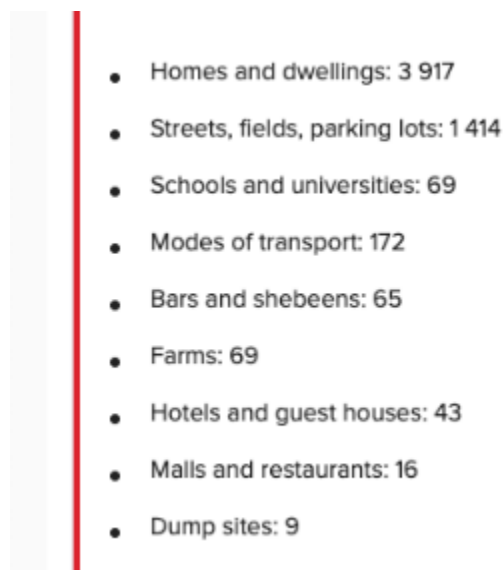 Homes and dwellings: 3 917
Streets, fields, parking lots: 1 414
Schools and universities: 69
Modes of transport: 172
Bars and shebeens: 65
Farms: 69
Hotels and guest houses: 43
Malls and restaurants: 16
Dump sites: 9